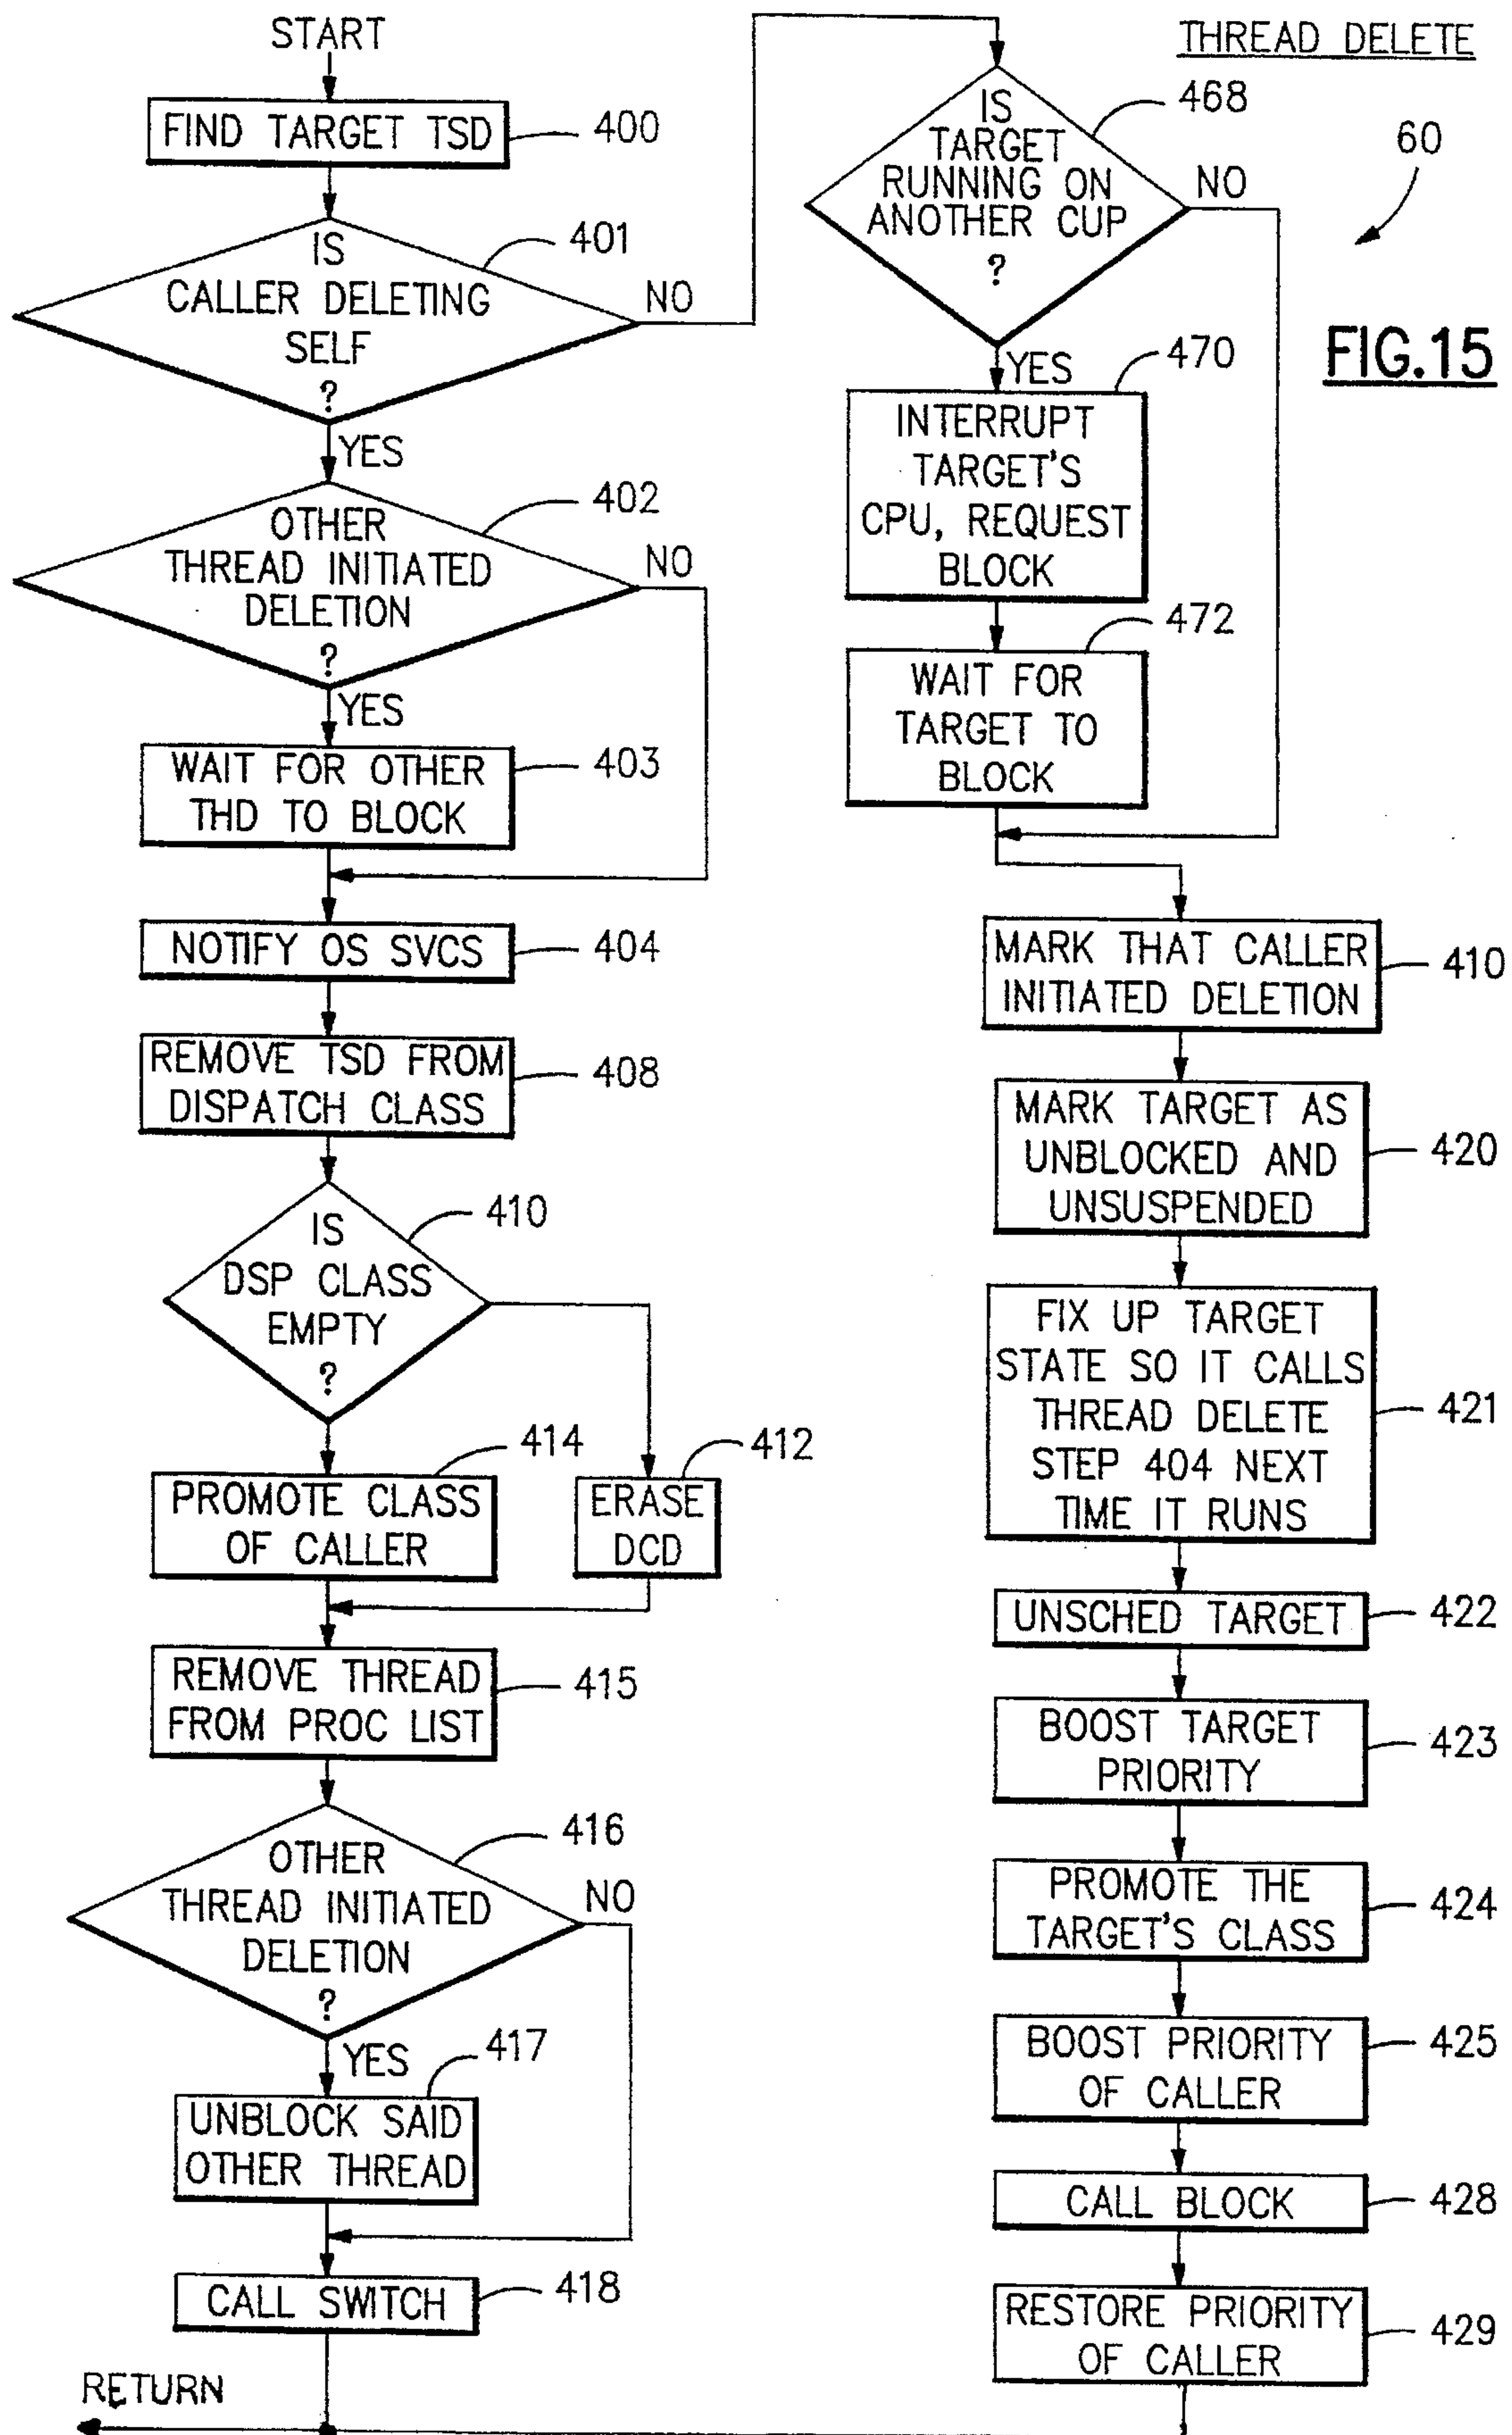 START
FIND TARGET TSD
400
IS
CALLER DELETING
SELF
?
401
NO
YES
OTHER
THREAD INITIATED
DELETION
?
402
NO
YES
WAIT FOR OTHER
THD TO BLOCK
403
NOTIFY OS SVCS
404
REMOVE TSD FROM
DISPATCH CLASS
408
IS
DSP CLASS
EMPTY
?
410
414
PROMOTE CLASS
OF CALLER
412
ERASE
DCD
REMOVE THREAD
FROM PROC LIST
415
OTHER
THREAD INITIATED
DELETION
?
416
NO
YES
417
UNBLOCK SAID
OTHER THREAD
CALL SWITCH
418
RETURN
THREAD DELETE
60
FIG.15
IS
TARGET
RUNNING ON
ANOTHER CUP
?
468
NO
YES
470
INTERRUPT
TARGET'S
CPU, REQUEST
BLOCK
472
WAIT FOR
TARGET TO
BLOCK
MARK THAT CALLER
INITIATED DELETION
410
MARK TARGET AS
UNBLOCKED AND
UNSUSPENDED
420
FIX UP TARGET
STATE SO IT CALLS
THREAD DELETE
STEP 404 NEXT
TIME IT RUNS
421
UNSCHED TARGET
422
BOOST TARGET
PRIORITY
423
PROMOTE THE
TARGET'S CLASS
424
BOOST PRIORITY
OF CALLER
425
CALL BLOCK
428
RESTORE PRIORITY
OF CALLER
429